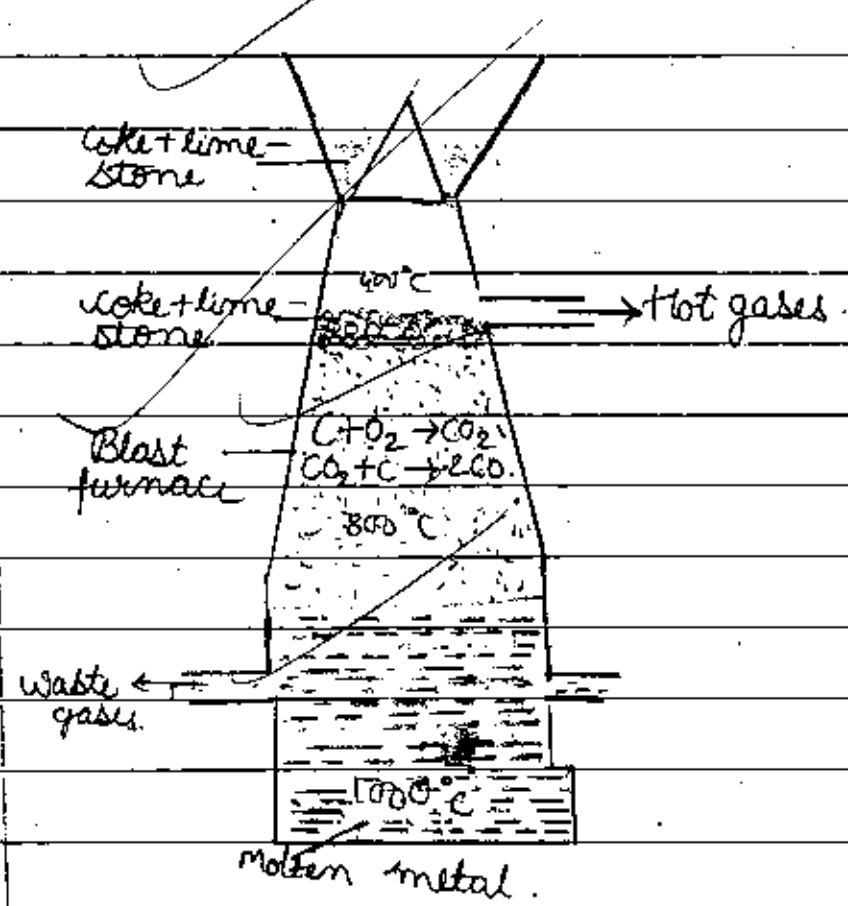 Coke + lime-
stone
400°C
Coke + lime-
stone
Hot gases.
C + O₂ → CO₂
CO₂ + C → 2CO.
Blast
furnace
800°C
waste
gases.
1000°C
Molten metal.